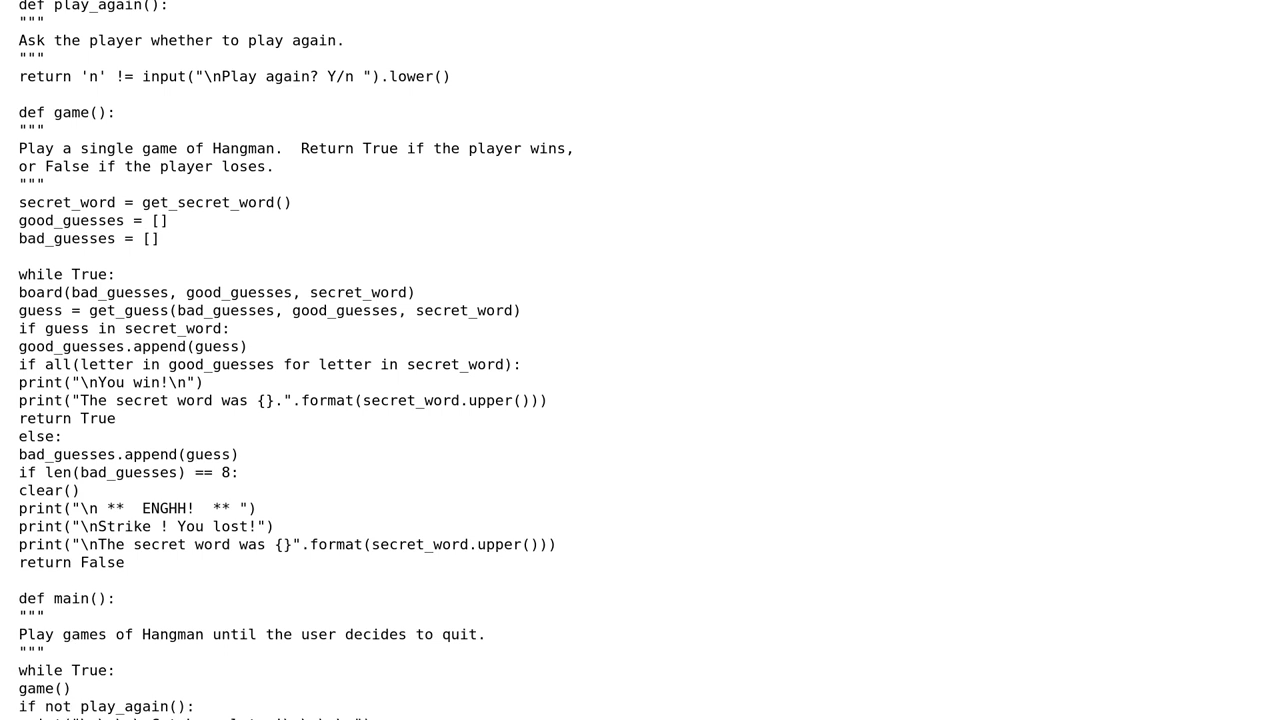 def play_again():
"""
Ask the player whether to play again.
"""
return 'n' != input("\nPlay again? Y/n ").lower()

def game():
"""
Play a single game of Hangman.  Return True if the player wins,
or False if the player loses.
"""
secret_word = get_secret_word()
good_guesses = []
bad_guesses = []

while True:
board(bad_guesses, good_guesses, secret_word)
guess = get_guess(bad_guesses, good_guesses, secret_word)
if guess in secret_word:
good_guesses.append(guess)
if all(letter in good_guesses for letter in secret_word):
print("\nYou win!\n")
print("The secret word was {}.".format(secret_word.upper()))
return True
else:
bad_guesses.append(guess)
if len(bad_guesses) == 8:
clear()
print("\n **  ENGHH!  ** ")
print("\nStrike ! You lost!")
print("\nThe secret word was {}".format(secret_word.upper()))
return False

def main():
"""
Play games of Hangman until the user decides to quit.
"""
while True:
game()
if not play_again():